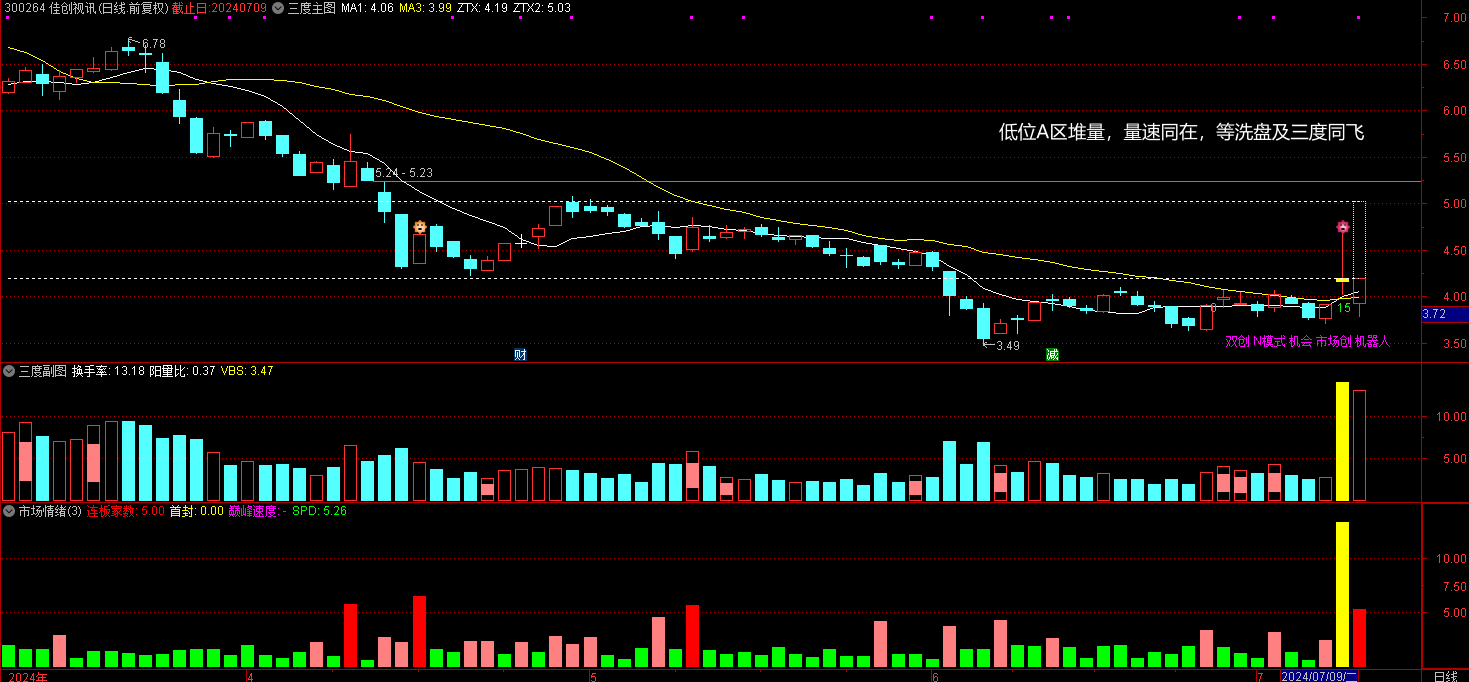 300264 佳创视讯(日线.前复权) 截止日:20240709 三度主图 MA1: 4.06 MA3: 3.99 ZTX: 4.19 ZTX2: 5.03
7.00
6.78
6.50
6.00
低位A区堆量，量速同在，等洗盘及三度同飞
5.50
5.24 - 5.23
5.00
4.50
4.00
15
3.72
双创 N模式 机会 市场创 机器人
3.49
3.50
财
减
三度副图 换手率: 13.18 阳量比: 0.37 VBS: 3.47
10.00
5.00
市场情绪(3) 连板家数: 5.00 首封: 0.00 巅峰速度: - SPD: 5.26
10.00
7.50
5.00
2024年 4 5 6 7 2024/07/09/二 日线